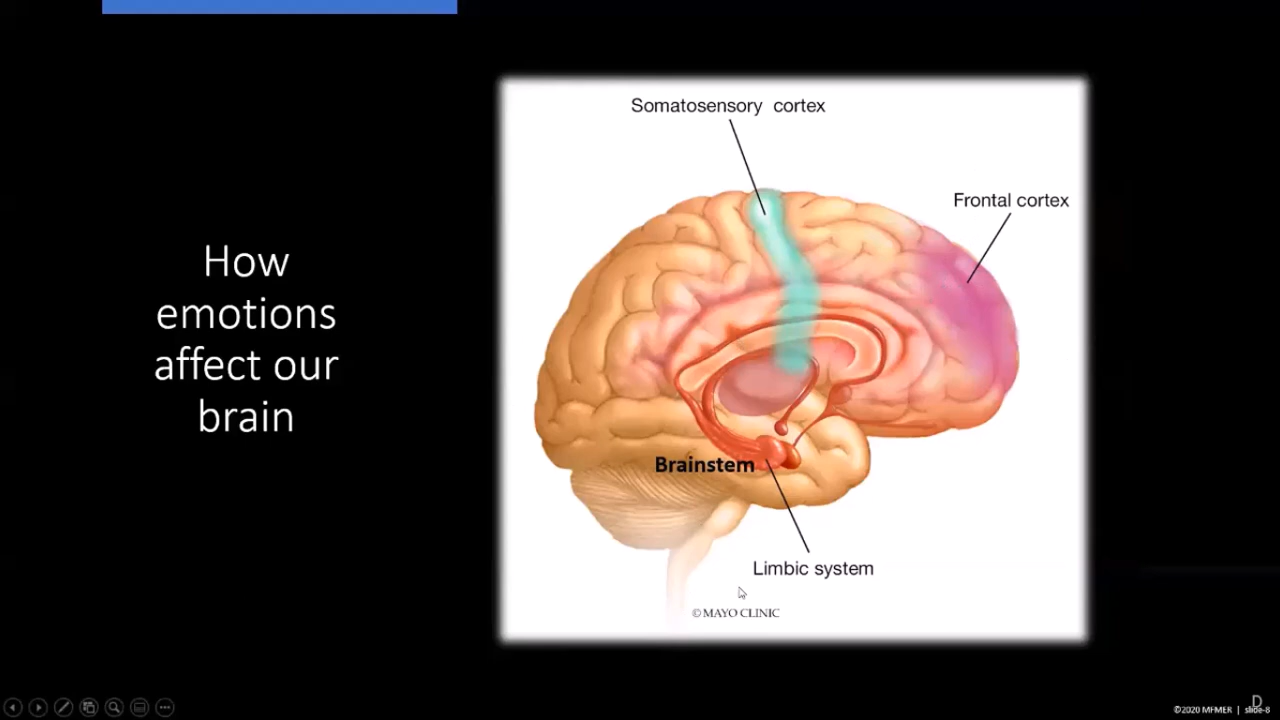 How
emotions
affect our
brain
Somatosensory cortex
Frontal cortex
Brainstem
Limbic system
© MAYO CLINIC
©2020 MFMER | slide-8
D